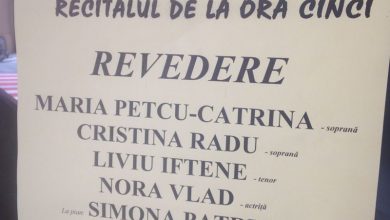 RECITALUL DE LA ORA CINCI
REVEDERE
MARIA PETCU-CATRINA - soprană
CRISTINA RADU - soprană
LIVIU IFTENE - tenor
NORA VLAD - actriță
La pian: SIMONA